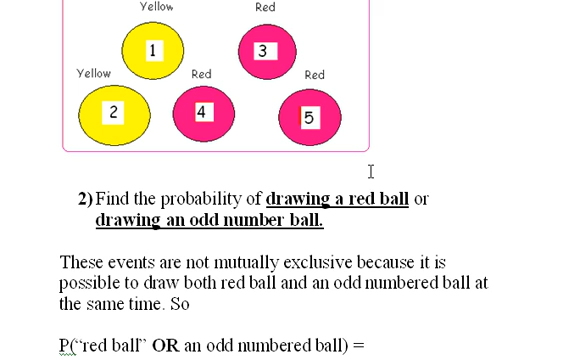 Yellow Red
1 3
Yellow Red Red
2 4 5
2) Find the probability of drawing a red ball or
drawing an odd number ball.
These events are not mutually exclusive because it is
possible to draw both red ball and an odd numbered ball at
the same time. So
P(“red ball” OR an odd numbered ball) =